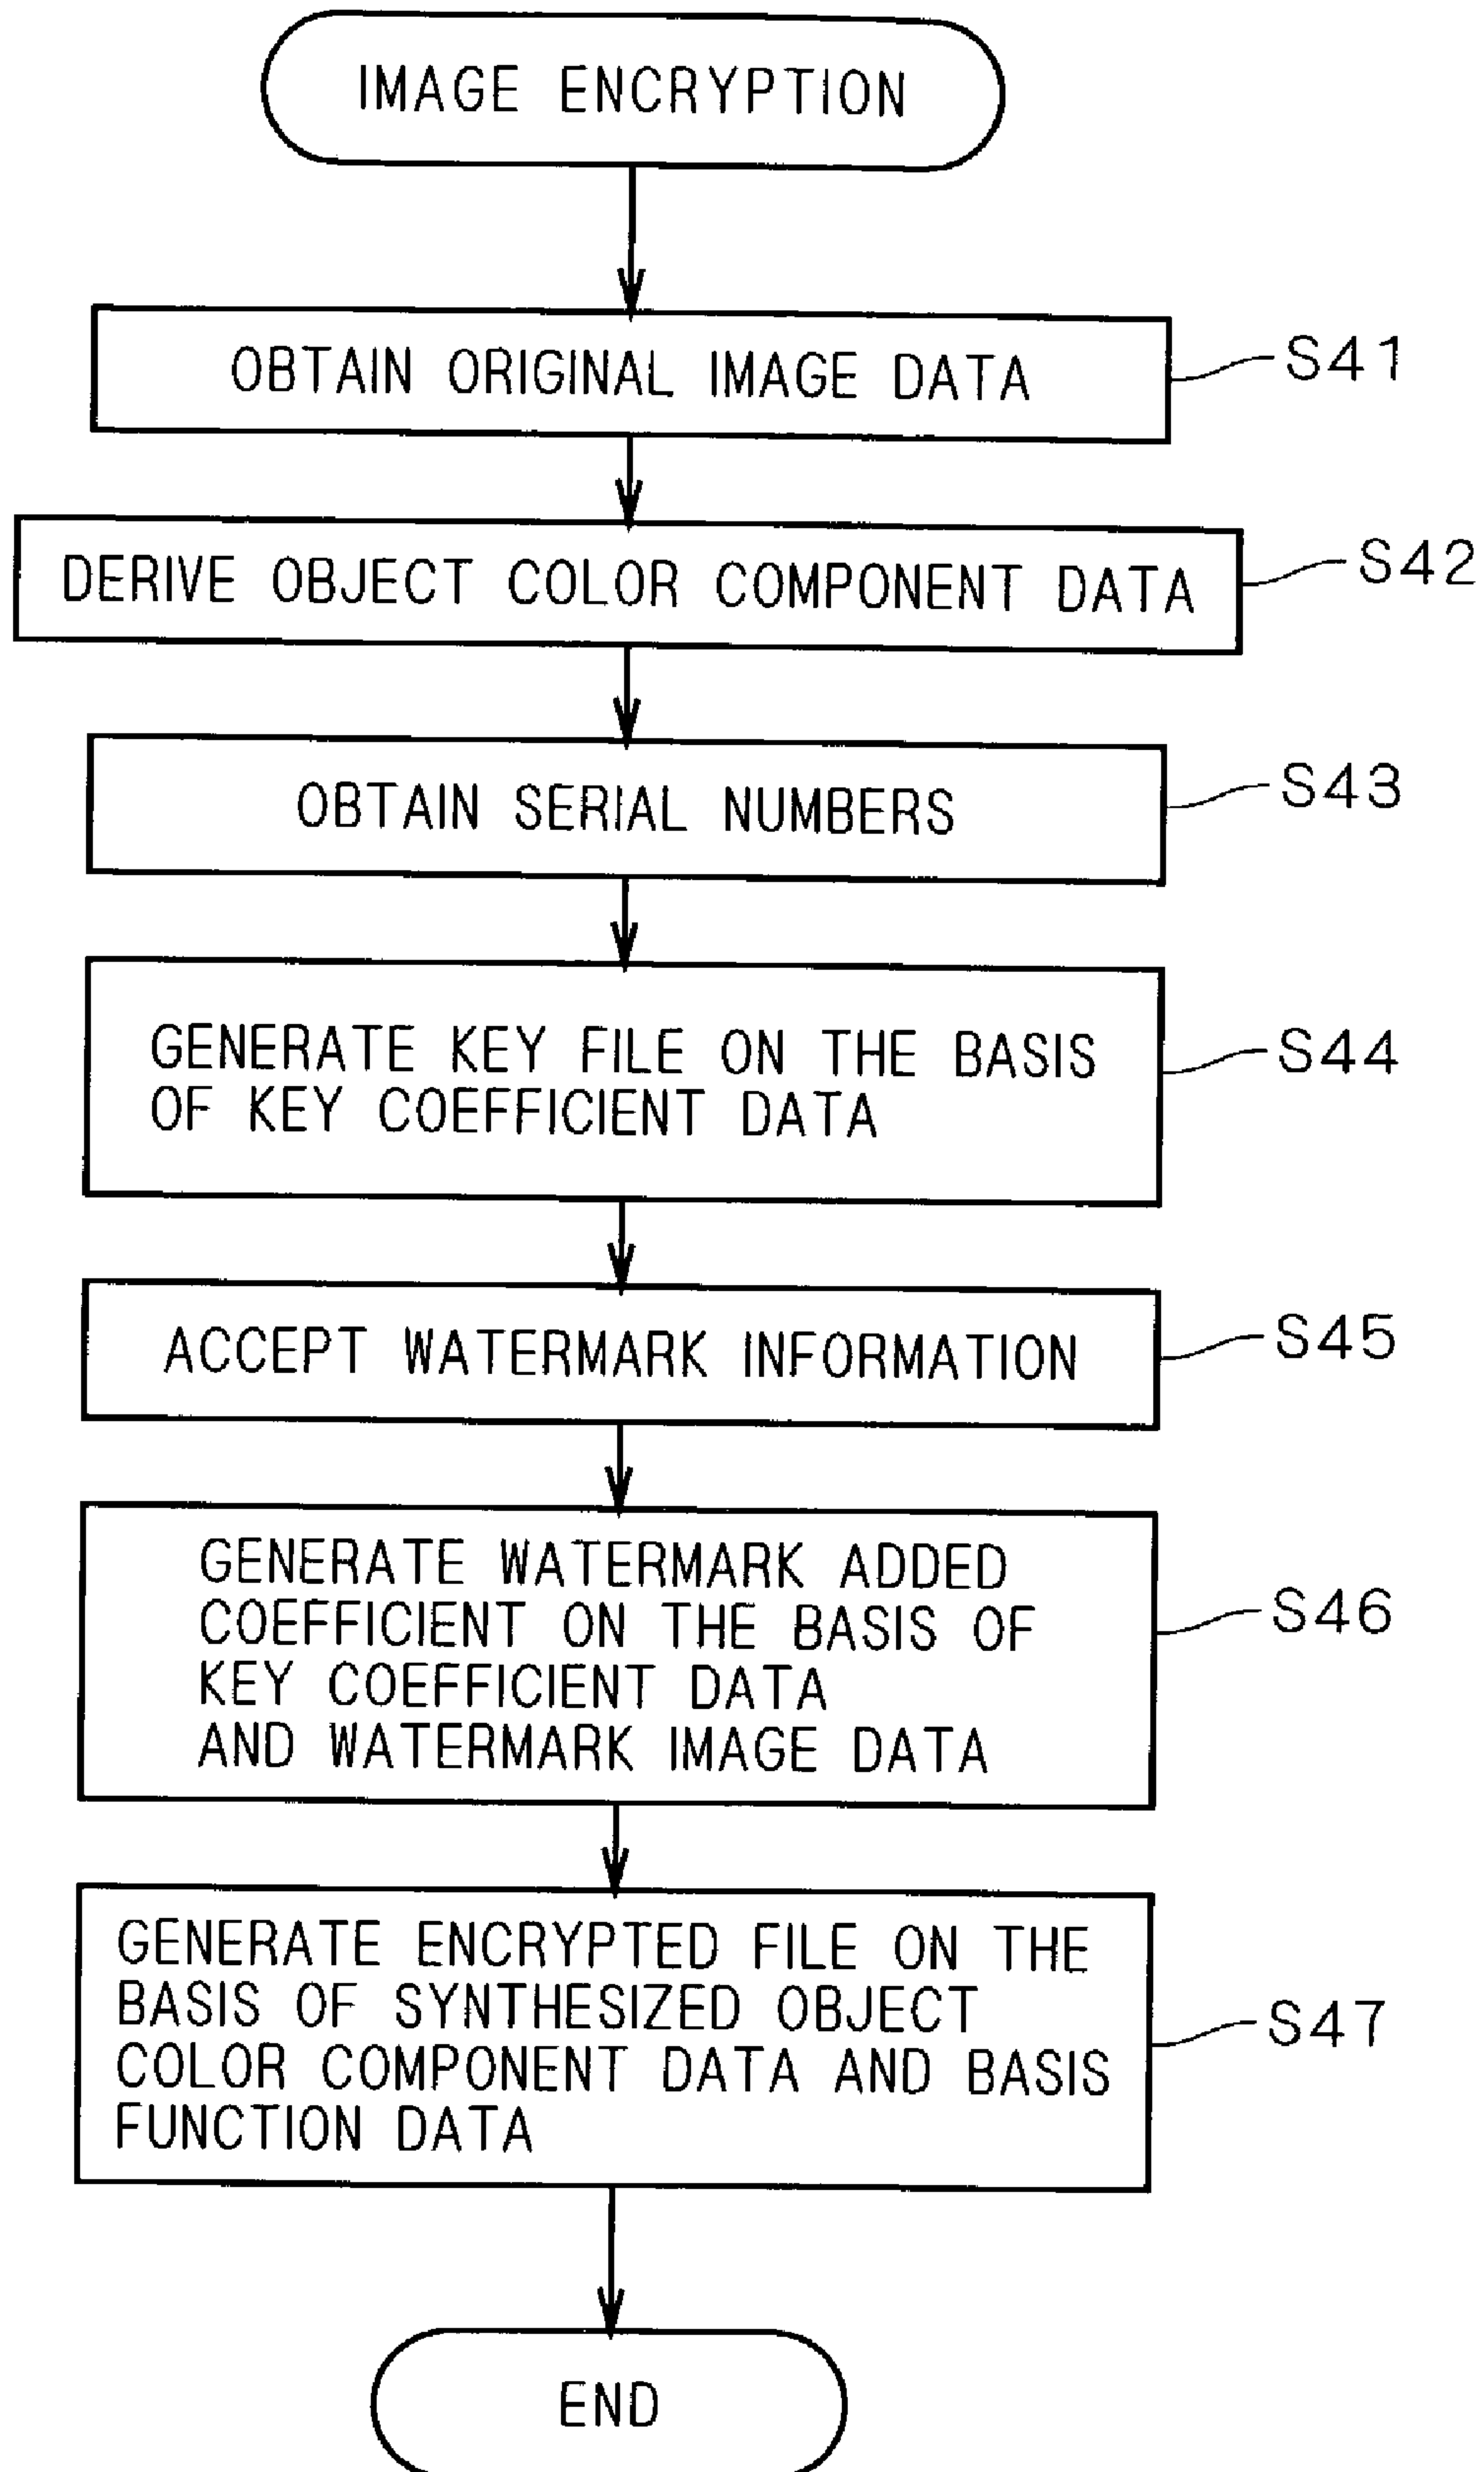 IMAGE ENCRYPTION
OBTAIN ORIGINAL IMAGE DATA
S41
DERIVE OBJECT COLOR COMPONENT DATA
S42
OBTAIN SERIAL NUMBERS
S43
GENERATE KEY FILE ON THE BASIS
OF KEY COEFFICIENT DATA
S44
ACCEPT WATERMARK INFORMATION
S45
GENERATE WATERMARK ADDED
COEFFICIENT ON THE BASIS OF
KEY COEFFICIENT DATA
AND WATERMARK IMAGE DATA
S46
GENERATE ENCRYPTED FILE ON THE
BASIS OF SYNTHESIZED OBJECT
COLOR COMPONENT DATA AND BASIS
FUNCTION DATA
S47
END